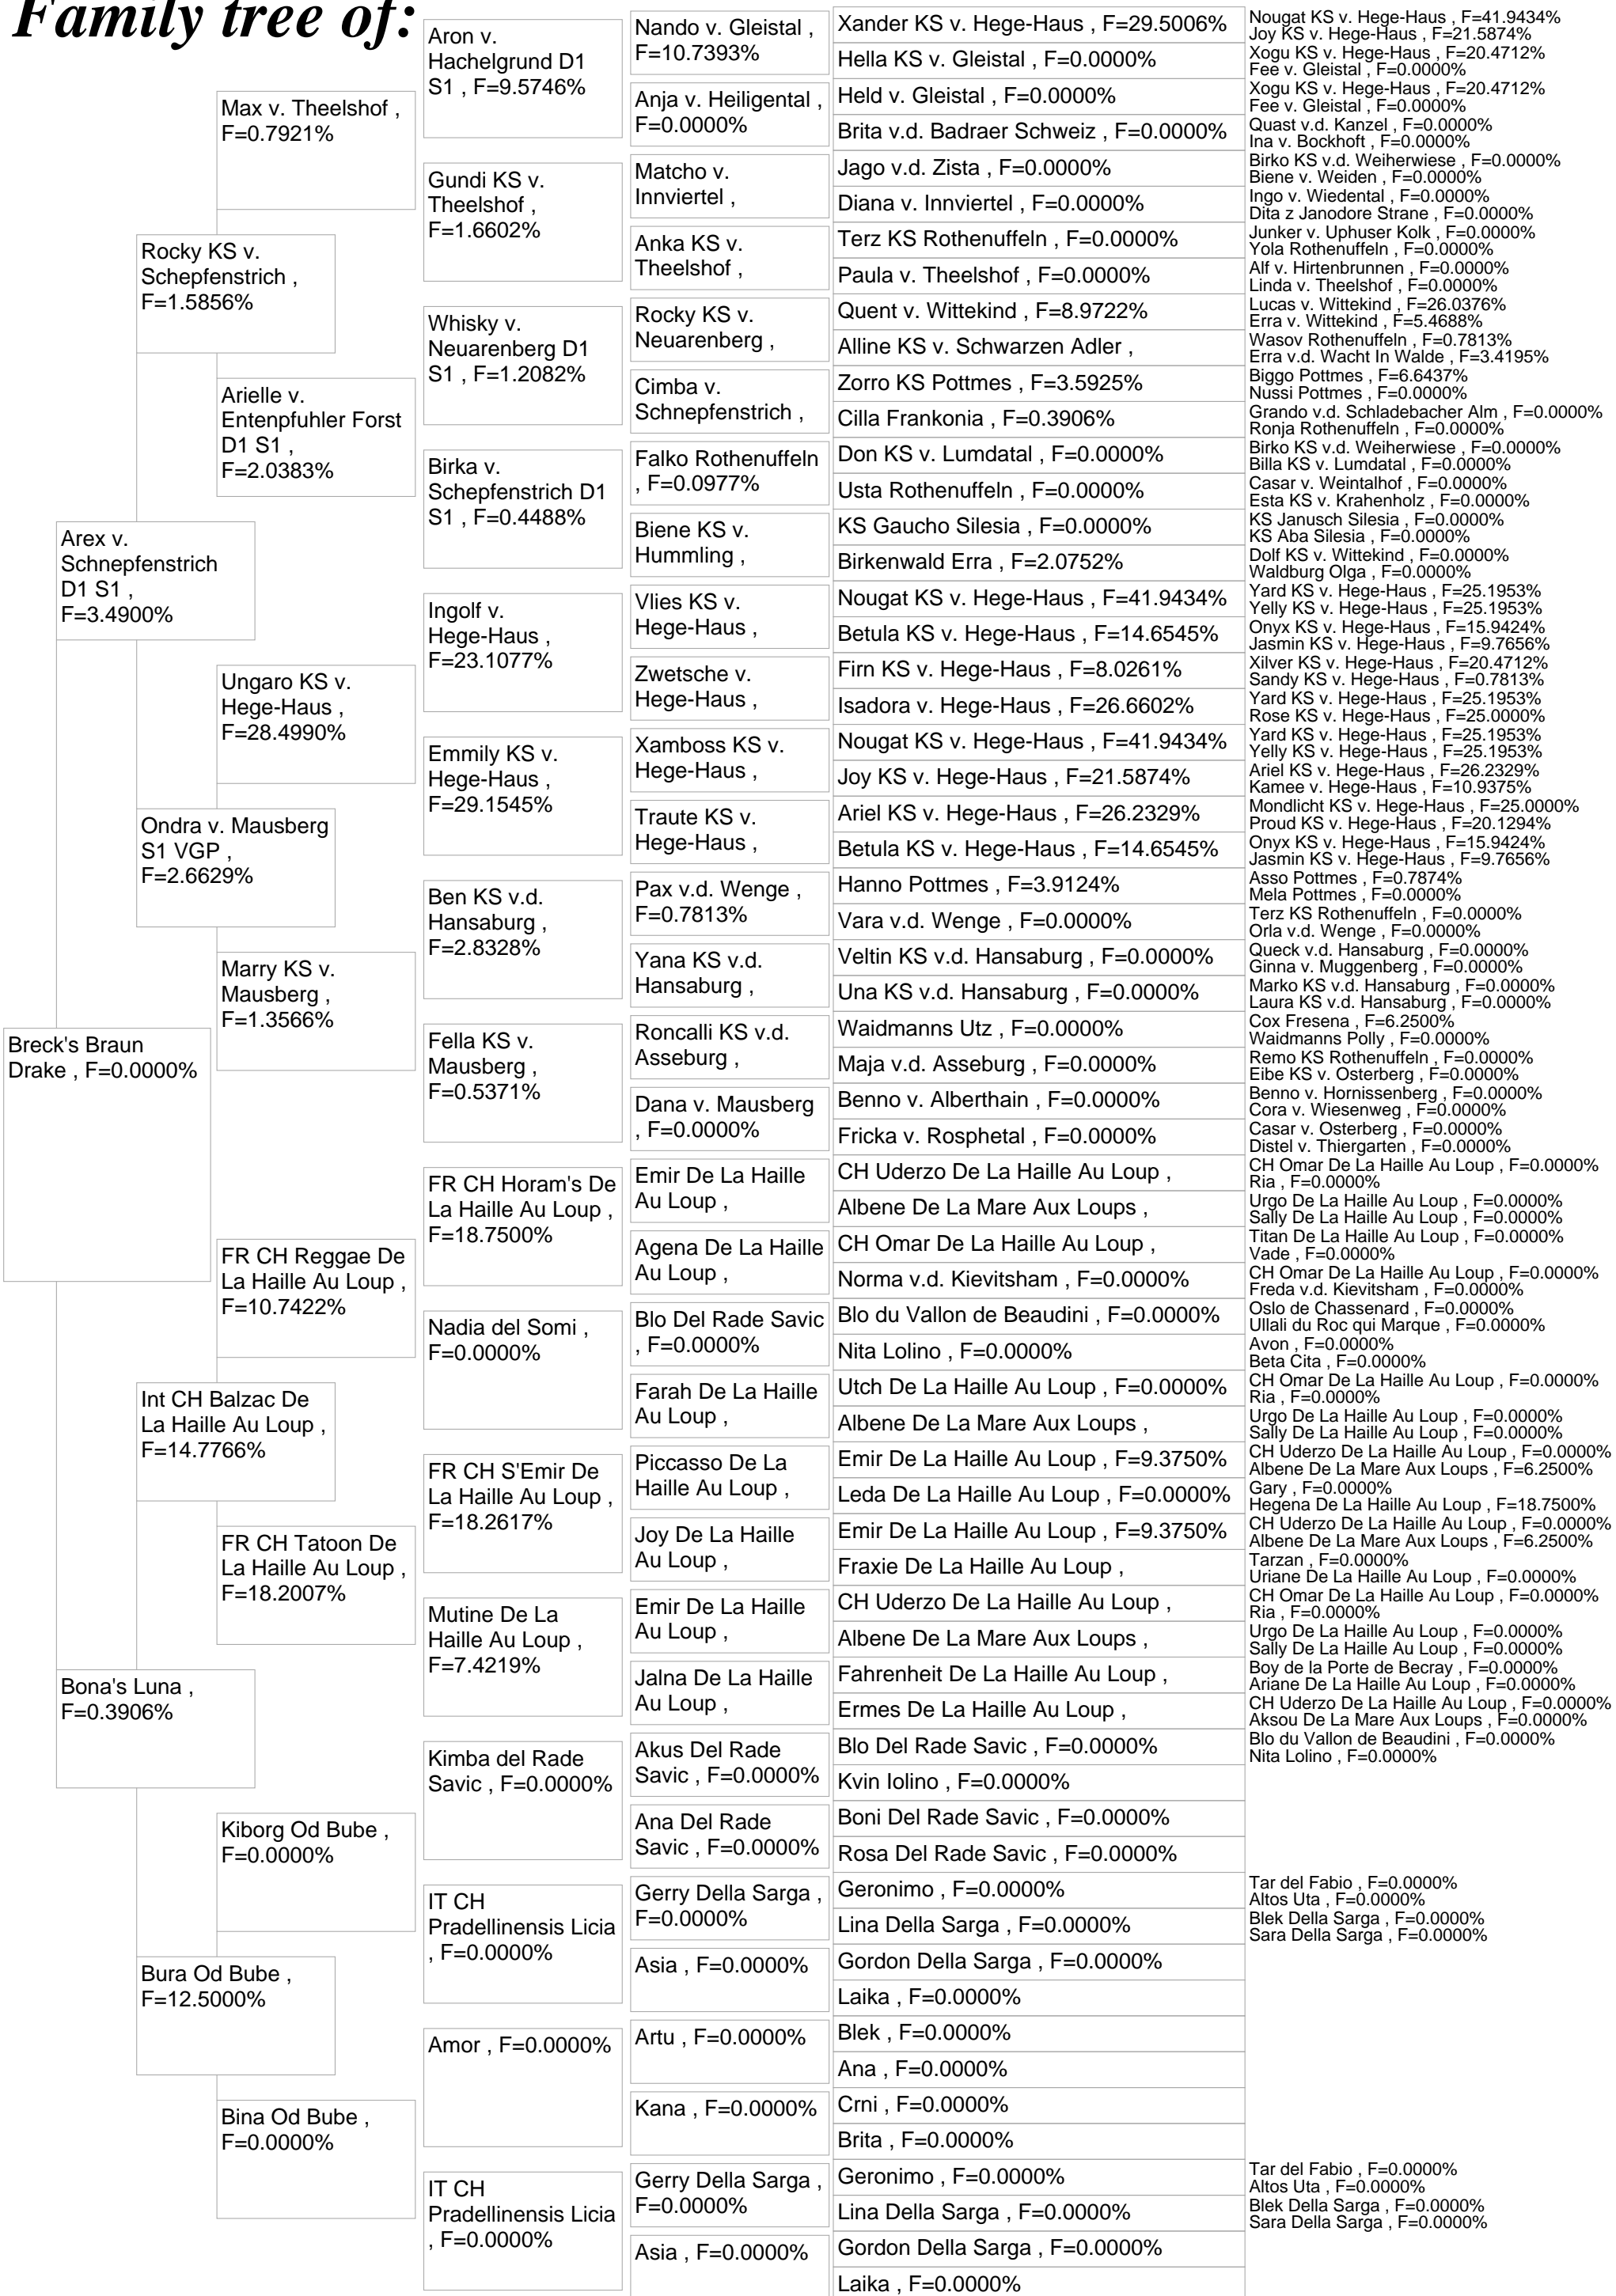 Family tree of:
Breck's Braun
Drake , F=0.0000%
Arex v.
Schnepfenstrich
D1 S1 ,
F=3.4900%
Bona's Luna ,
F=0.3906%
Rocky KS v.
Schepfenstrich ,
F=1.5856%
Ondra v. Mausberg
S1 VGP ,
F=2.6629%
Int CH Balzac De
La Haille Au Loup ,
F=14.7766%
Bura Od Bube ,
F=12.5000%
Max v. Theelshof ,
F=0.7921%
Arielle v.
Entenpfuhler Forst
D1 S1 ,
F=2.0383%
Ungaro KS v.
Hege-Haus ,
F=28.4990%
Marry KS v.
Mausberg ,
F=1.3566%
FR CH Reggae De
La Haille Au Loup ,
F=10.7422%
FR CH Tatoon De
La Haille Au Loup ,
F=18.2007%
Kiborg Od Bube ,
F=0.0000%
Bina Od Bube ,
F=0.0000%
Aron v.
Hachelgrund D1
S1 , F=9.5746%
Gundi KS v.
Theelshof ,
F=1.6602%
Whisky v.
Neuarenberg D1
S1 , F=1.2082%
Birka v.
Schepfenstrich D1
S1 , F=0.4488%
Ingolf v.
Hege-Haus ,
F=23.1077%
Emmily KS v.
Hege-Haus ,
F=29.1545%
Ben KS v.d.
Hansaburg ,
F=2.8328%
Fella KS v.
Mausberg ,
F=0.5371%
FR CH Horam's De
La Haille Au Loup ,
F=18.7500%
Nadia del Somi ,
F=0.0000%
FR CH S'Emir De
La Haille Au Loup ,
F=18.2617%
Mutine De La
Haille Au Loup ,
F=7.4219%
Kimba del Rade
Savic , F=0.0000%
IT CH
Pradellinensis Licia
, F=0.0000%
Amor , F=0.0000%
IT CH
Pradellinensis Licia
, F=0.0000%
Nando v. Gleistal ,
F=10.7393%
Anja v. Heiligental ,
F=0.0000%
Matcho v.
Innviertel ,
Anka KS v.
Theelshof ,
Rocky KS v.
Neuarenberg ,
Cimba v.
Schnepfenstrich ,
Falko Rothenuffeln
, F=0.0977%
Biene KS v.
Hummling ,
Vlies KS v.
Hege-Haus ,
Zwetsche v.
Hege-Haus ,
Xamboss KS v.
Hege-Haus ,
Traute KS v.
Hege-Haus ,
Pax v.d. Wenge ,
F=0.7813%
Yana KS v.d.
Hansaburg ,
Roncalli KS v.d.
Asseburg ,
Dana v. Mausberg
, F=0.0000%
Emir De La Haille
Au Loup ,
Agena De La Haille
Au Loup ,
Blo Del Rade Savic
, F=0.0000%
Farah De La Haille
Au Loup ,
Piccasso De La
Haille Au Loup ,
Joy De La Haille
Au Loup ,
Emir De La Haille
Au Loup ,
Jalna De La Haille
Au Loup ,
Akus Del Rade
Savic , F=0.0000%
Ana Del Rade
Savic , F=0.0000%
Gerry Della Sarga ,
F=0.0000%
Asia , F=0.0000%
Artu , F=0.0000%
Kana , F=0.0000%
Gerry Della Sarga ,
F=0.0000%
Asia , F=0.0000%
Xander KS v. Hege-Haus , F=29.5006%
Hella KS v. Gleistal , F=0.0000%
Held v. Gleistal , F=0.0000%
Brita v.d. Badraer Schweiz , F=0.0000%
Jago v.d. Zista , F=0.0000%
Diana v. Innviertel , F=0.0000%
Terz KS Rothenuffeln , F=0.0000%
Paula v. Theelshof , F=0.0000%
Quent v. Wittekind , F=8.9722%
Alline KS v. Schwarzen Adler ,
Zorro KS Pottmes , F=3.5925%
Cilla Frankonia , F=0.3906%
Don KS v. Lumdatal , F=0.0000%
Usta Rothenuffeln , F=0.0000%
KS Gaucho Silesia , F=0.0000%
Birkenwald Erra , F=2.0752%
Nougat KS v. Hege-Haus , F=41.9434%
Betula KS v. Hege-Haus , F=14.6545%
Firn KS v. Hege-Haus , F=8.0261%
Isadora v. Hege-Haus , F=26.6602%
Nougat KS v. Hege-Haus , F=41.9434%
Joy KS v. Hege-Haus , F=21.5874%
Ariel KS v. Hege-Haus , F=26.2329%
Betula KS v. Hege-Haus , F=14.6545%
Hanno Pottmes , F=3.9124%
Vara v.d. Wenge , F=0.0000%
Veltin KS v.d. Hansaburg , F=0.0000%
Una KS v.d. Hansaburg , F=0.0000%
Waidmanns Utz , F=0.0000%
Maja v.d. Asseburg , F=0.0000%
Benno v. Alberthain , F=0.0000%
Fricka v. Rosphetal , F=0.0000%
CH Uderzo De La Haille Au Loup ,
Albene De La Mare Aux Loups ,
CH Omar De La Haille Au Loup ,
Norma v.d. Kievitsham , F=0.0000%
Blo du Vallon de Beaudini , F=0.0000%
Nita Lolino , F=0.0000%
Utch De La Haille Au Loup , F=0.0000%
Albene De La Mare Aux Loups ,
Emir De La Haille Au Loup , F=9.3750%
Leda De La Haille Au Loup , F=0.0000%
Emir De La Haille Au Loup , F=9.3750%
Fraxie De La Haille Au Loup ,
CH Uderzo De La Haille Au Loup ,
Albene De La Mare Aux Loups ,
Fahrenheit De La Haille Au Loup ,
Ermes De La Haille Au Loup ,
Blo Del Rade Savic , F=0.0000%
Kvin Iolino , F=0.0000%
Boni Del Rade Savic , F=0.0000%
Rosa Del Rade Savic , F=0.0000%
Geronimo , F=0.0000%
Lina Della Sarga , F=0.0000%
Gordon Della Sarga , F=0.0000%
Laika , F=0.0000%
Blek , F=0.0000%
Ana , F=0.0000%
Crni , F=0.0000%
Brita , F=0.0000%
Geronimo , F=0.0000%
Lina Della Sarga , F=0.0000%
Gordon Della Sarga , F=0.0000%
Laika , F=0.0000%
Nougat KS v. Hege-Haus , F=41.9434%
Joy KS v. Hege-Haus , F=21.5874%
Xogu KS v. Hege-Haus , F=20.4712%
Fee v. Gleistal , F=0.0000%
Xogu KS v. Hege-Haus , F=20.4712%
Fee v. Gleistal , F=0.0000%
Quast v.d. Kanzel , F=0.0000%
Ina v. Bockhoft , F=0.0000%
Birko KS v.d. Weiherwiese , F=0.0000%
Biene v. Weiden , F=0.0000%
Ingo v. Wiedental , F=0.0000%
Dita z Janodore Strane , F=0.0000%
Junker v. Uphuser Kolk , F=0.0000%
Yola Rothenuffeln , F=0.0000%
Alf v. Hirtenbrunnen , F=0.0000%
Linda v. Theelshof , F=0.0000%
Lucas v. Wittekind , F=26.0376%
Erra v. Wittekind , F=5.4688%
Wasov Rothenuffeln , F=0.7813%
Erra v.d. Wacht In Walde , F=3.4195%
Biggo Pottmes , F=6.6437%
Nussi Pottmes , F=0.0000%
Grando v.d. Schladebacher Alm , F=0.0000%
Ronja Rothenuffeln , F=0.0000%
Birko KS v.d. Weiherwiese , F=0.0000%
Billa KS v. Lumdatal , F=0.0000%
Casar v. Weintalhof , F=0.0000%
Esta KS v. Krahenholz , F=0.0000%
KS Janusch Silesia , F=0.0000%
KS Aba Silesia , F=0.0000%
Dolf KS v. Wittekind , F=0.0000%
Waldburg Olga , F=0.0000%
Yard KS v. Hege-Haus , F=25.1953%
Yelly KS v. Hege-Haus , F=25.1953%
Onyx KS v. Hege-Haus , F=15.9424%
Jasmin KS v. Hege-Haus , F=9.7656%
Xilver KS v. Hege-Haus , F=20.4712%
Sandy KS v. Hege-Haus , F=0.7813%
Yard KS v. Hege-Haus , F=25.1953%
Rose KS v. Hege-Haus , F=25.0000%
Yard KS v. Hege-Haus , F=25.1953%
Yelly KS v. Hege-Haus , F=25.1953%
Ariel KS v. Hege-Haus , F=26.2329%
Kamee v. Hege-Haus , F=10.9375%
Mondlicht KS v. Hege-Haus , F=25.0000%
Proud KS v. Hege-Haus , F=20.1294%
Onyx KS v. Hege-Haus , F=15.9424%
Jasmin KS v. Hege-Haus , F=9.7656%
Asso Pottmes , F=0.7874%
Mela Pottmes , F=0.0000%
Terz KS Rothenuffeln , F=0.0000%
Orla v.d. Wenge , F=0.0000%
Queck v.d. Hansaburg , F=0.0000%
Ginna v. Muggenberg , F=0.0000%
Marko KS v.d. Hansaburg , F=0.0000%
Laura KS v.d. Hansaburg , F=0.0000%
Cox Fresena , F=6.2500%
Waidmanns Polly , F=0.0000%
Remo KS Rothenuffeln , F=0.0000%
Eibe KS v. Osterberg , F=0.0000%
Benno v. Hornissenberg , F=0.0000%
Cora v. Wiesenweg , F=0.0000%
Casar v. Osterberg , F=0.0000%
Distel v. Thiergarten , F=0.0000%
CH Omar De La Haille Au Loup , F=0.0000%
Ria , F=0.0000%
Urgo De La Haille Au Loup , F=0.0000%
Sally De La Haille Au Loup , F=0.0000%
Titan De La Haille Au Loup , F=0.0000%
Vade , F=0.0000%
CH Omar De La Haille Au Loup , F=0.0000%
Freda v.d. Kievitsham , F=0.0000%
Oslo de Chassenard , F=0.0000%
Ullali du Roc qui Marque , F=0.0000%
Avon , F=0.0000%
Beta Cita , F=0.0000%
CH Omar De La Haille Au Loup , F=0.0000%
Ria , F=0.0000%
Urgo De La Haille Au Loup , F=0.0000%
Sally De La Haille Au Loup , F=0.0000%
CH Uderzo De La Haille Au Loup , F=0.0000%
Albene De La Mare Aux Loups , F=6.2500%
Gary , F=0.0000%
Hegena De La Haille Au Loup , F=18.7500%
CH Uderzo De La Haille Au Loup , F=0.0000%
Albene De La Mare Aux Loups , F=6.2500%
Tarzan , F=0.0000%
Uriane De La Haille Au Loup , F=0.0000%
CH Omar De La Haille Au Loup , F=0.0000%
Ria , F=0.0000%
Urgo De La Haille Au Loup , F=0.0000%
Sally De La Haille Au Loup , F=0.0000%
Boy de la Porte de Becray , F=0.0000%
Ariane De La Haille Au Loup , F=0.0000%
CH Uderzo De La Haille Au Loup , F=0.0000%
Aksou De La Mare Aux Loups , F=0.0000%
Blo du Vallon de Beaudini , F=0.0000%
Nita Lolino , F=0.0000%
Tar del Fabio , F=0.0000%
Altos Uta , F=0.0000%
Blek Della Sarga , F=0.0000%
Sara Della Sarga , F=0.0000%
Tar del Fabio , F=0.0000%
Altos Uta , F=0.0000%
Blek Della Sarga , F=0.0000%
Sara Della Sarga , F=0.0000%